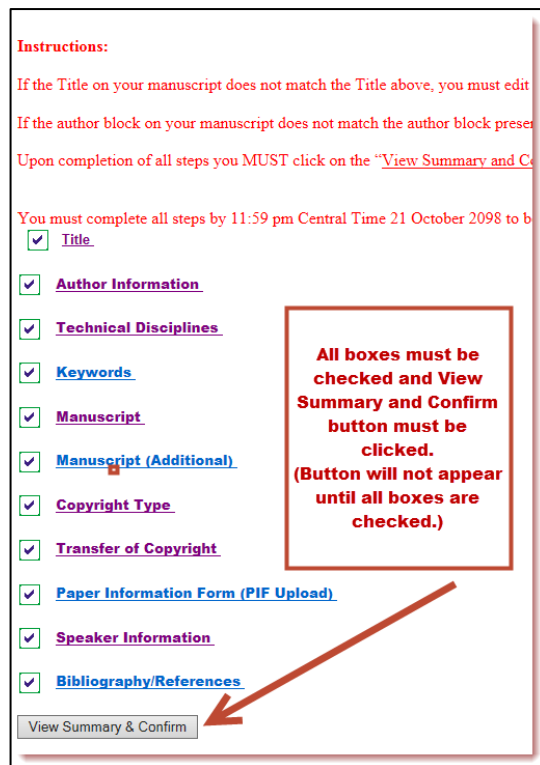 Instructions:
If the Title on your manuscript does not match the Title above, you must edit
If the author block on your manuscript does not match the author block prese
Upon completion of all steps you MUST click on the “View Summary and Co
You must complete all steps by 11:59 pm Central Time 21 October 2098 to b
Title
Author Information
Technical Disciplines
Keywords
Manuscript
Manuscript (Additional)
Copyright Type
Transfer of Copyright
Paper Information Form (PIF Upload)
Speaker Information
Bibliography/References
View Summary & Confirm
All boxes must be
checked and View
Summary and Confirm
button must be
clicked.
(Button will not appear
until all boxes are
checked.)